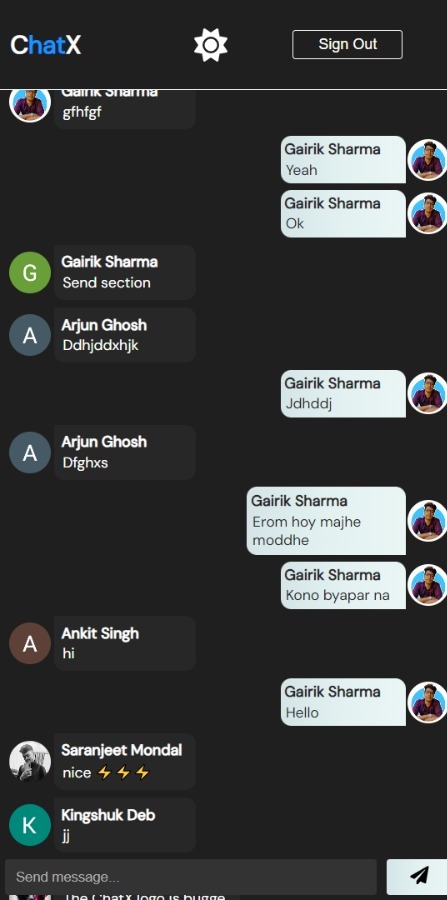 ChatX
Sign Out
Gairik Sharma
gfhfgf
Gairik Sharma
Yeah
Gairik Sharma
Ok
G
Gairik Sharma
Send section
A
Arjun Ghosh
Ddhjddxhjk
Gairik Sharma
Jdhddj
A
Arjun Ghosh
Dfghxs
Gairik Sharma
Erom hoy majhe
moddhe
Gairik Sharma
Kono byapar na
A
Ankit Singh
hi
Gairik Sharma
Hello
Saranjeet Mondal
nice ⚡⚡⚡
K
Kingshuk Deb
jj
Send message...
The ChatX logo is bugge